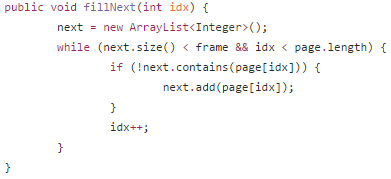 public void fillNext(int idx) {
        next = new ArrayList<Integer>();
        while (next.size() < frame && idx < page.length) {
                if (!next.contains(page[idx])) {
                        next.add(page[idx]);
                }
                idx++;
        }
}